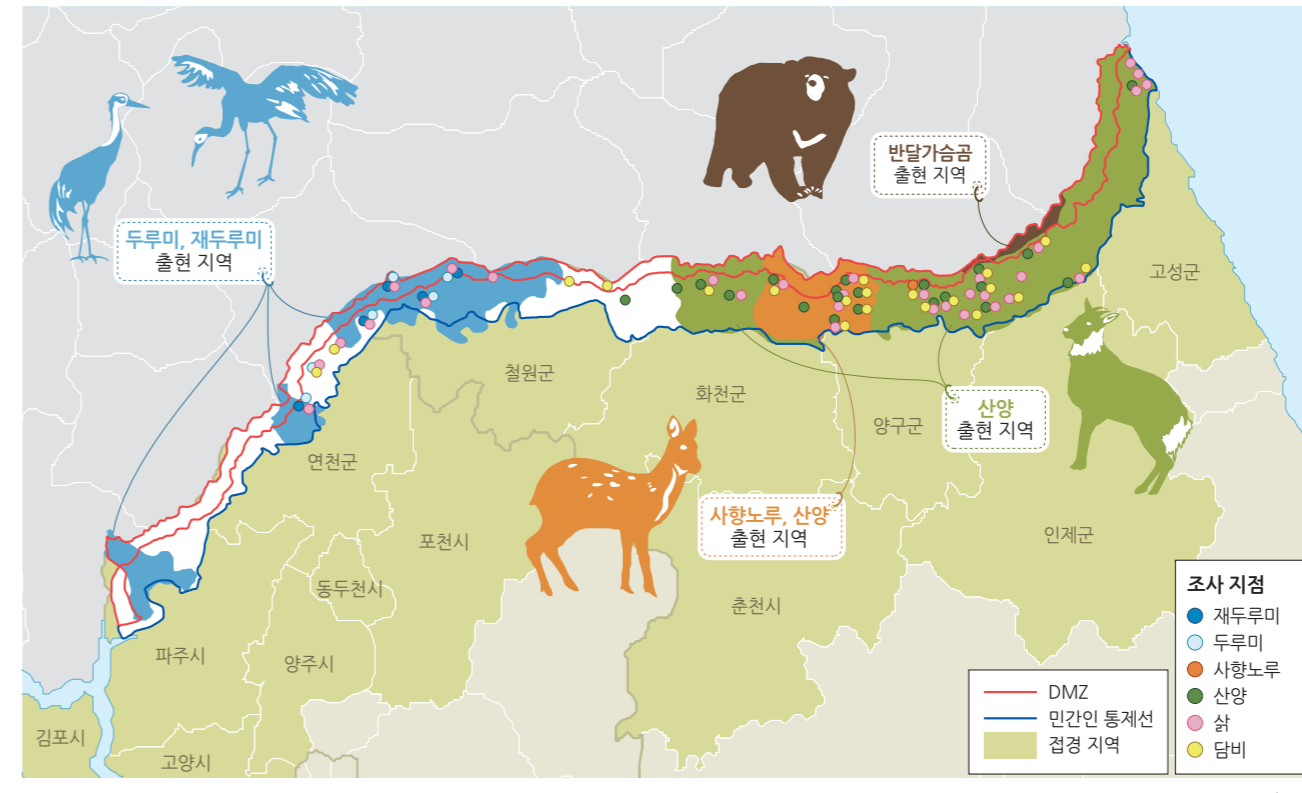 반달가슴곰
출현 지역
두루미, 재두루미
출현 지역
고성군
철원군
화천군
산양
출현 지역
양구군
연천군
사향노루, 산양
출현 지역
포천시
인제군
동두천시
춘천시
파주시
양주시
김포시
고양시
DMZ
민간인 통제선
접경 지역
조사 지점
재두루미
두루미
사향노루
산양
삵
담비